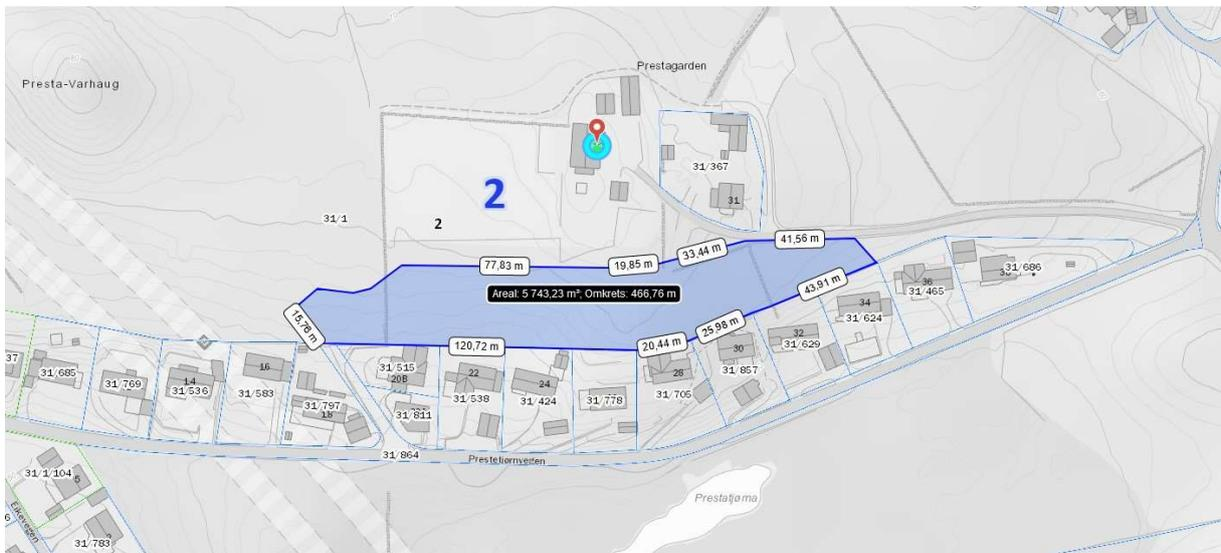 Prestagarden
Presta-Varhaug
31/367
31
2
31/1
2
41,56 m
33,44 m
19,85 m
77,83 m
Areal: 5 743,23 m²; Omkrets: 466,76 m
43,91 m
15,76 m
25,98 m
20,44 m
120,72 m
31/686
36
31/465
34
31/624
32
31/629
30
31/857
28
31/705
31/778
24
31/424
22
31/538
31/515
20B
31/811
16
31/583
31/797
18
14
31/536
31/769
31/685
37
31/864
Prestetjørnvegen
Prestatjørna
31/1/104
5
Eikevegen
31/783
6